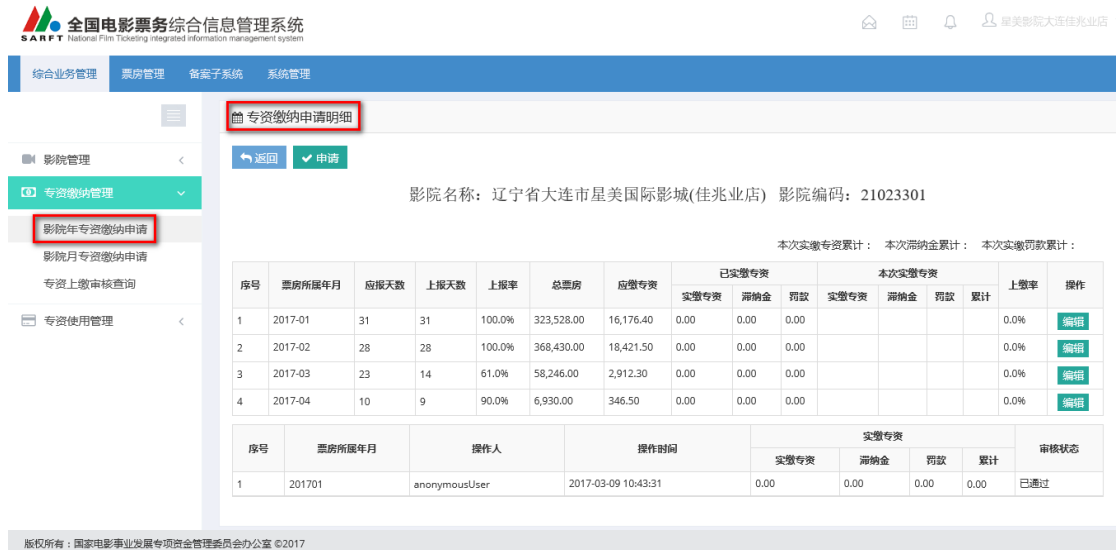 全国电影票务综合信息管理系统
SARFT National Film Ticketing integrated information management system
星美影院大连佳兆业店
综合业务管理 票房管理 备案子系统 系统管理
专资缴纳申请明细
返回 申请
影院管理
专资缴纳管理
影院年专资缴纳申请
影院月专资缴纳申请
专资上缴审核查询
专资使用管理
影院名称：辽宁省大连市星美国际影城(佳兆业店) 影院编码：21023301
本次实缴专资累计： 本次滞纳金累计： 本次实缴罚款累计：
序号 票房所属年月 应报天数 上报天数 上报率 总票房 应缴专资 已实缴专资 本次实缴专资 上缴率 操作
实缴专资 滞纳金 罚款 实缴专资 滞纳金 罚款 累计
1 2017-01 31 31 100.0% 323,528.00 16,176.40 0.00 0.00 0.00 0.0% 编辑
2 2017-02 28 28 100.0% 368,430.00 18,421.50 0.00 0.00 0.00 0.0% 编辑
3 2017-03 23 14 61.0% 58,246.00 2,912.30 0.00 0.00 0.00 0.0% 编辑
4 2017-04 10 9 90.0% 6,930.00 346.50 0.00 0.00 0.00 0.0% 编辑
序号 票房所属年月 操作人 操作时间 实缴专资 审核状态
实缴专资 滞纳金 罚款 累计
1 201701 anonymousUser 2017-03-09 10:43:31 0.00 0.00 0.00 0.00 已通过
版权所有：国家电影事业发展专项资金管理委员会办公室 ©2017